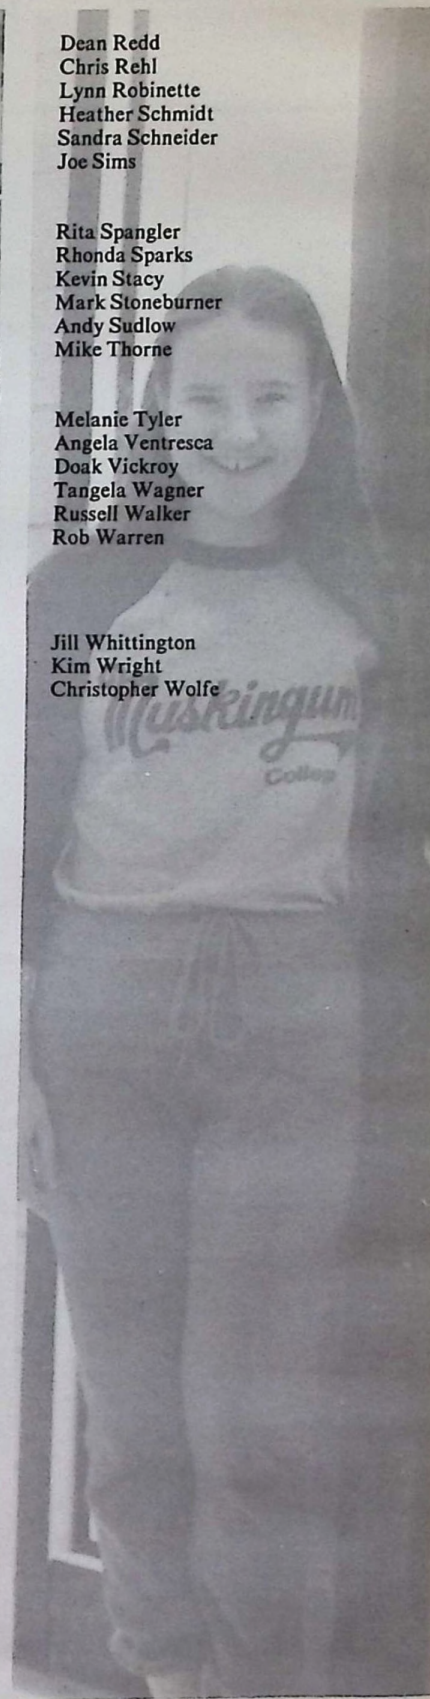 Dean Redd
Chris Rehl
Lynn Robinette
Heather Schmidt
Sandra Schneider
Joe Sims
Rita Spangler
Rhonda Sparks
Kevin Stacy
Mark Stoneburner
Andy Sudlow
Mike Thorne
Melanie Tyler
Angela Ventresca
Doak Vickroy
Tangela Wagner
Russell Walker
Rob Warren
Jill Whittington
Kim Wright
Christopher Wolfe
Muskingum
College